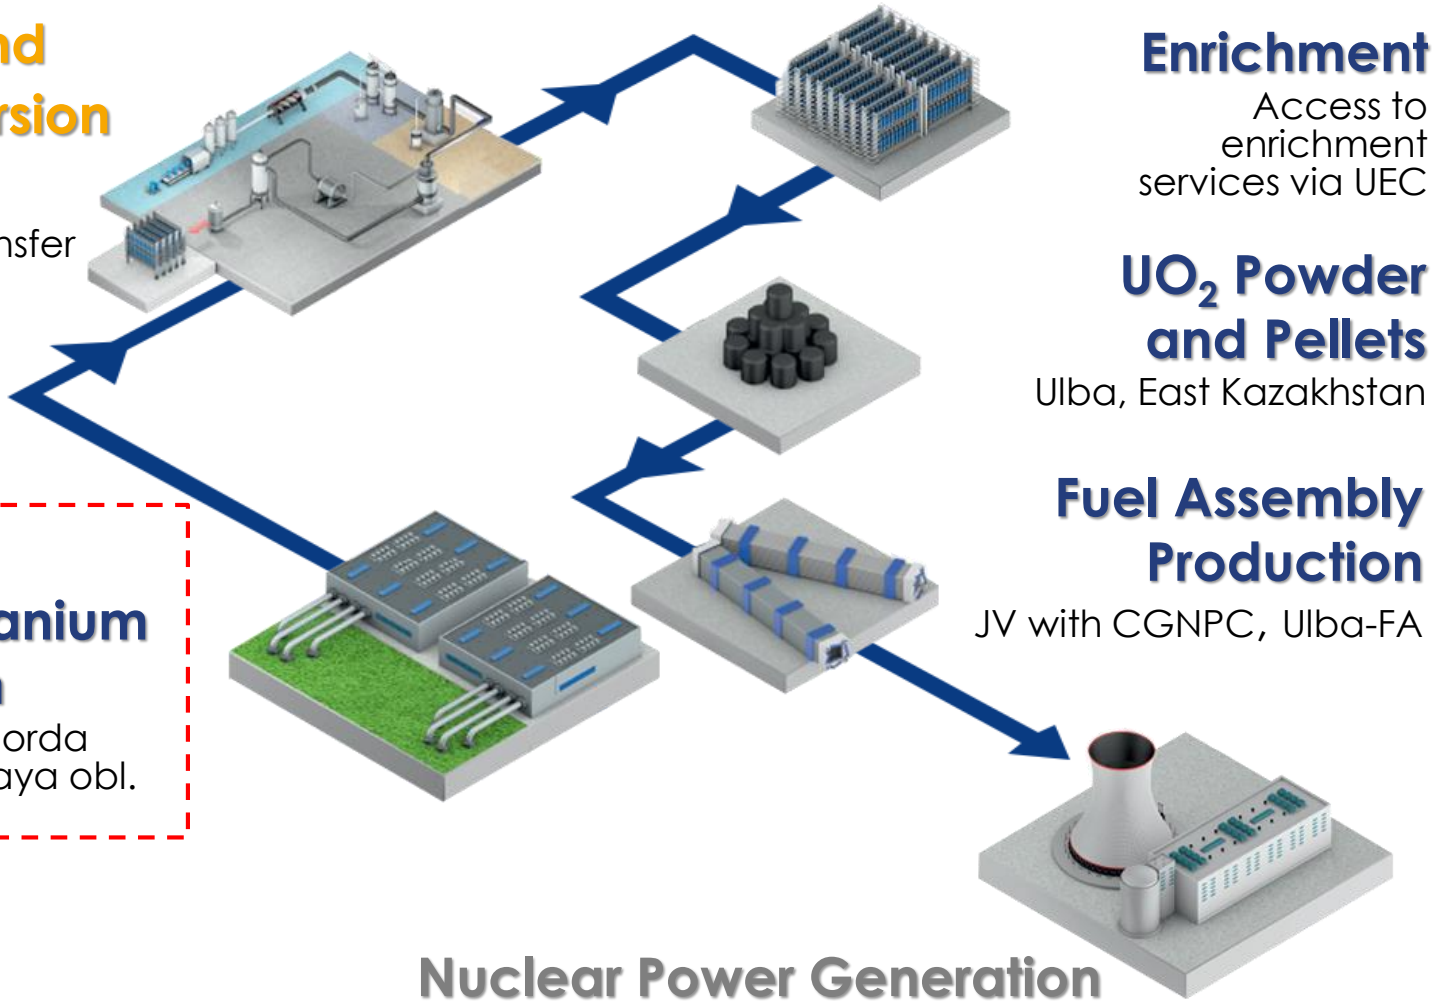 nd
rsion
nsfer
anium
n
orda
aya obl.
Enrichment
Access to
enrichment
services via UEC
UO₂ Powder
and Pellets
Ulba, East Kazakhstan
Fuel Assembly
Production
JV with CGNPC, Ulba-FA
Nuclear Power Generation